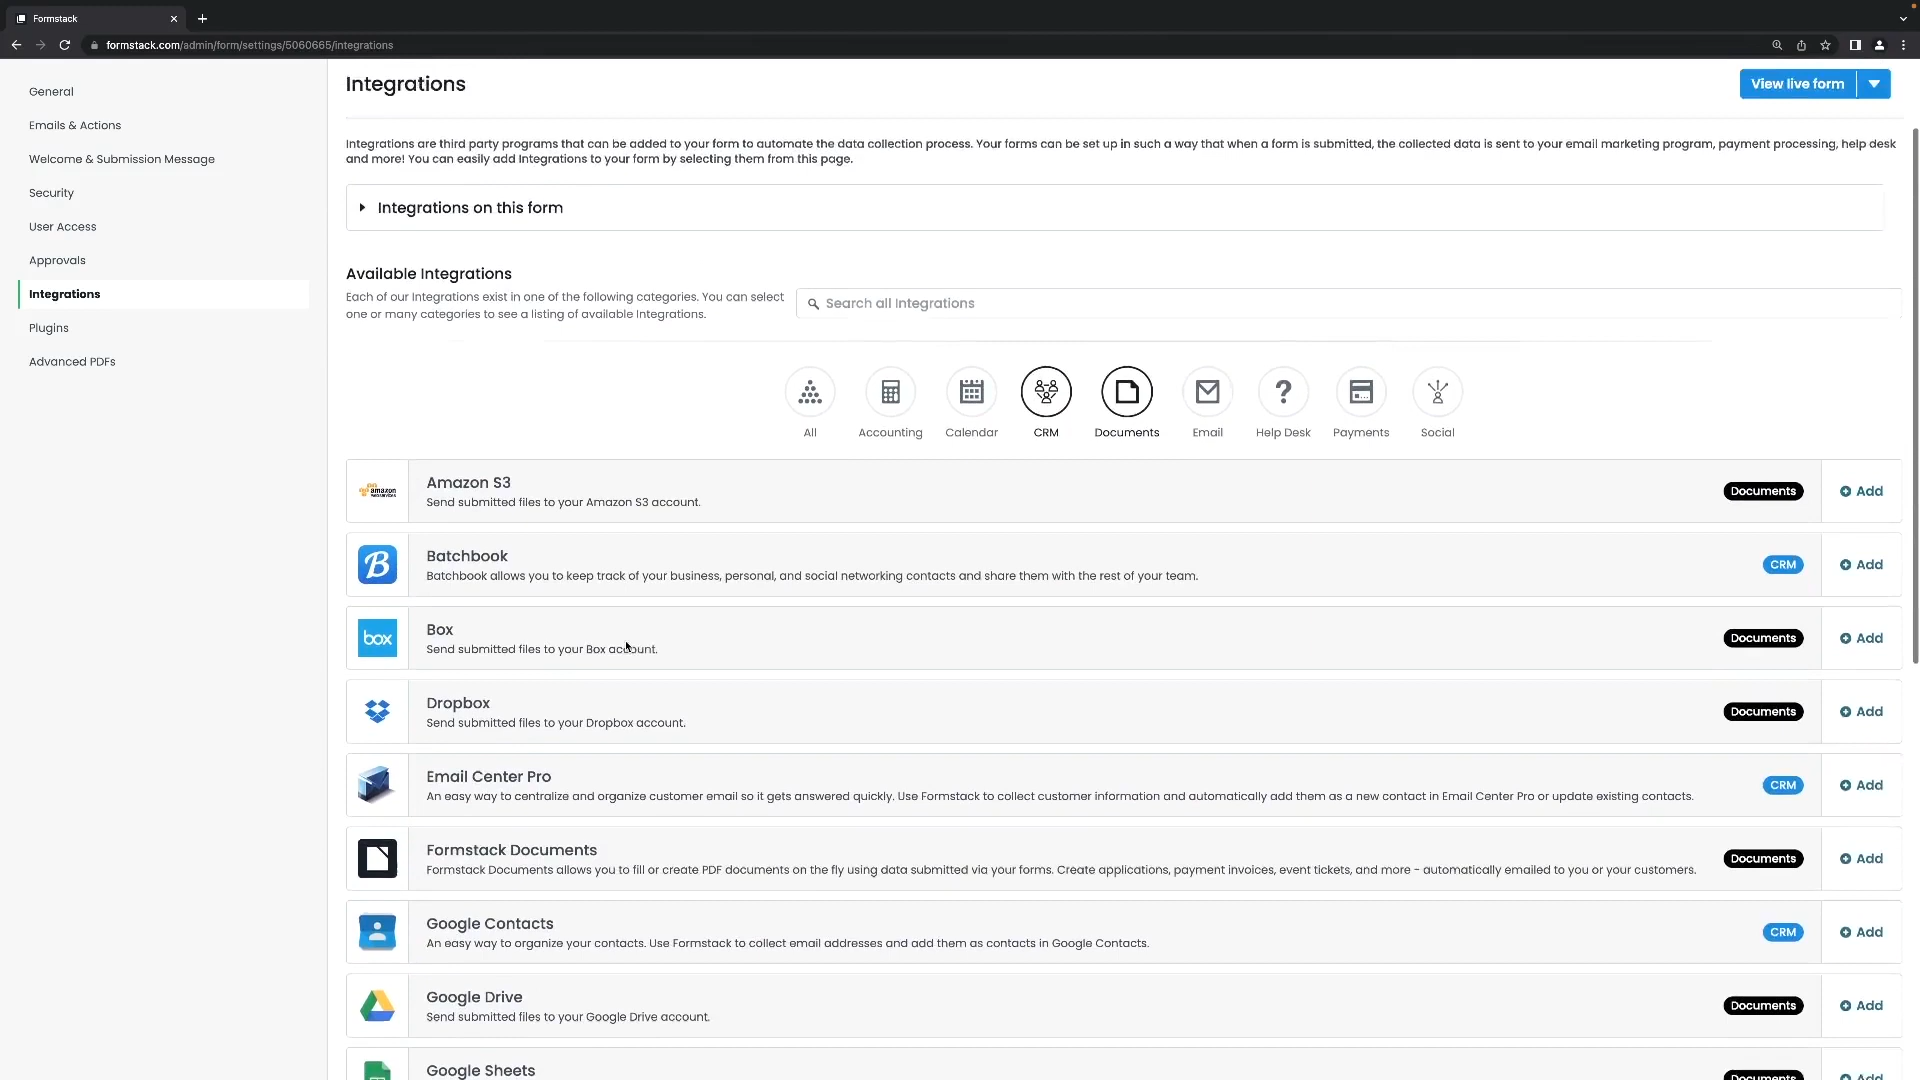 Formstack
formstack.com/admin/form/settings/5060665/integrations
General
Emails & Actions
Welcome & Submission Message
Security
User Access
Approvals
Integrations
Plugins
Advanced PDFs
Integrations
View live form
Integrations are third party programs that can be added to your form to automate the data collection process. Your forms can be set up in such a way that when a form is submitted, the collected data is sent to your email marketing program, payment processing, help desk
and more! You can easily add Integrations to your form by selecting them from this page.
Integrations on this form
Available Integrations
Each of our Integrations exist in one of the following categories. You can select
one or many categories to see a listing of available Integrations.
Search all Integrations
All
Accounting
Calendar
CRM
Documents
Email
Help Desk
Payments
Social
amazon
webservices
Amazon S3
Send submitted files to your Amazon S3 account.
Documents
Add
B
Batchbook
Batchbook allows you to keep track of your business, personal, and social networking contacts and share them with the rest of your team.
CRM
Add
box
Box
Send submitted files to your Box account.
Documents
Add
Dropbox
Send submitted files to your Dropbox account.
Documents
Add
Email Center Pro
An easy way to centralize and organize customer email so it gets answered quickly. Use Formstack to collect customer information and automatically add them as a new contact in Email Center Pro or update existing contacts.
CRM
Add
Formstack Documents
Formstack Documents allows you to fill or create PDF documents on the fly using data submitted via your forms. Create applications, payment invoices, event tickets, and more - automatically emailed to you or your customers.
Documents
Add
Google Contacts
An easy way to organize your contacts. Use Formstack to collect email addresses and add them as contacts in Google Contacts.
CRM
Add
Google Drive
Send submitted files to your Google Drive account.
Documents
Add
Google Sheets
Documents
Add